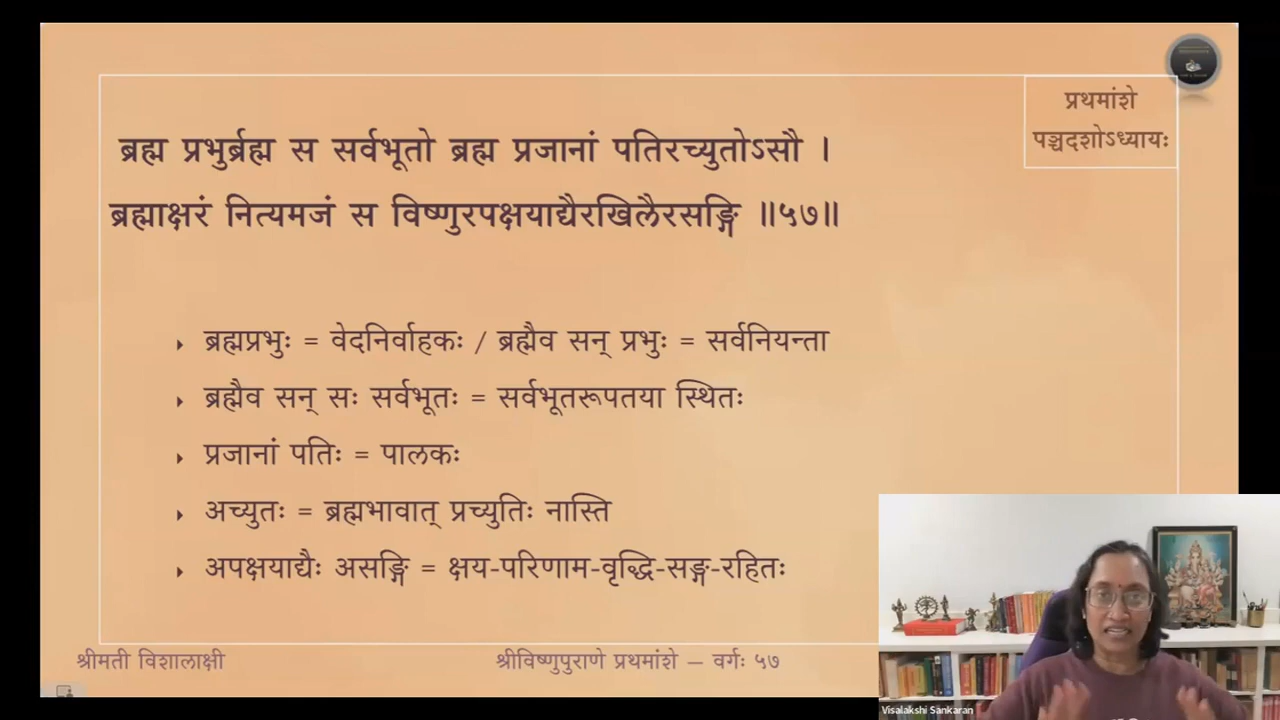 प्रथमांशे
पञ्चदशोऽध्यायः
ब्रह्म प्रभुर्ब्रह्म स सर्वभूतो ब्रह्म प्रजानां पतिरच्युतोऽसौ ।
ब्रह्माक्षरं नित्यमजं स विष्णुरपक्षयाद्यैरखिलैरसङ्गि ॥५७॥
ब्रह्मप्रभुः = वेदनिर्वाहकः / ब्रह्मैव सन् प्रभुः = सर्वनियन्ता
ब्रह्मैव सन् सः सर्वभूतः = सर्वभूतरूपतया स्थितः
प्रजानां पतिः = पालकः
अच्युतः = ब्रह्मभावात् प्रच्युतिः नास्ति
अपक्षयाद्यैः असङ्गि = क्षय-परिणाम-वृद्धि-सङ्ग-रहितः
श्रीमती विशालाक्षी
श्रीविष्णुपुराणे प्रथमांशे – वर्गः ५७
Visalakshi Sankaran